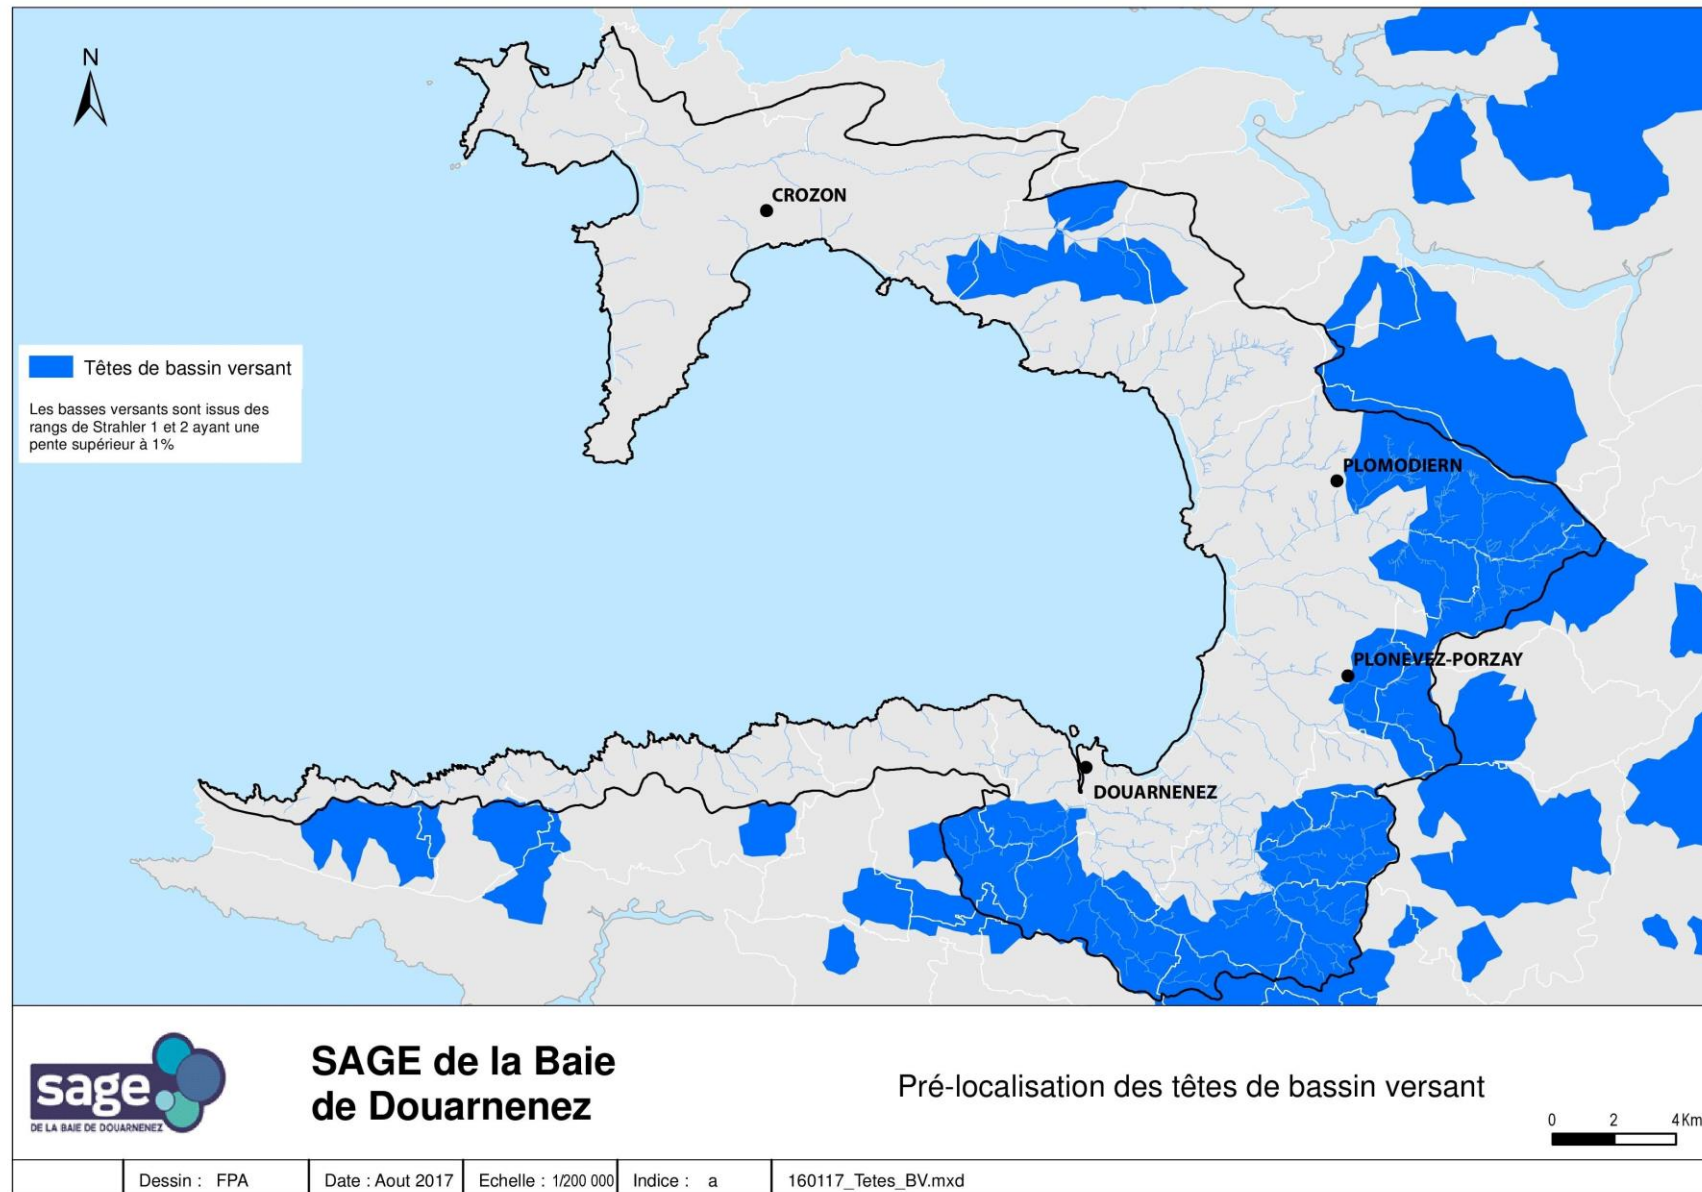 N
CROZON
Têtes de bassin versant
Les basses versants sont issus des
rangs de Strahler 1 et 2 ayant une
pente supérieur à 1%
PLOMODIERN
PLONEVEZ-PORZAY
DOUARNENEZ
sage
DE LA BAIE DE DOUARNENEZ
SAGE de la Baie
de Douarnenez
Pré-localisation des têtes de bassin versant
0 2 4 Km
Dessin : FPA
Date : Aout 2017
Echelle : 1/200 000
Indice : a
160117_Tetes_BV.mxd